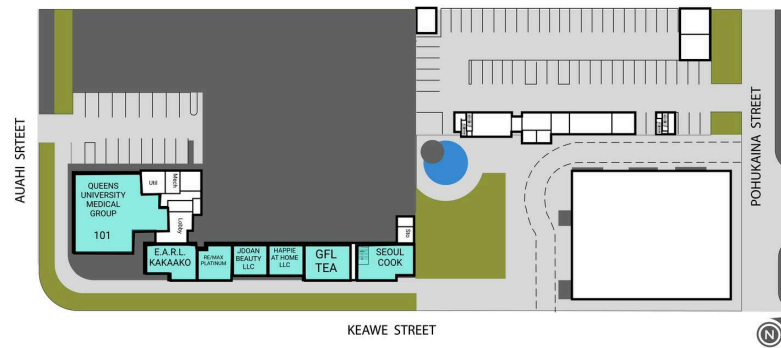 AUAHI SRTEET
QUEENS
UNIVERSITY
MEDICAL
GROUP
101
Util
Mech
Lobby
E.A.R.L.
KAKAAKO
RE/MAX
PLATINUM
JDOAN
BEAUTY
LLC
HAPPIE
AT HOME
LLC
GFL
TEA
SEOUL
COOK
Sto
POHUKAINA STREET
KEAWE STREET
N